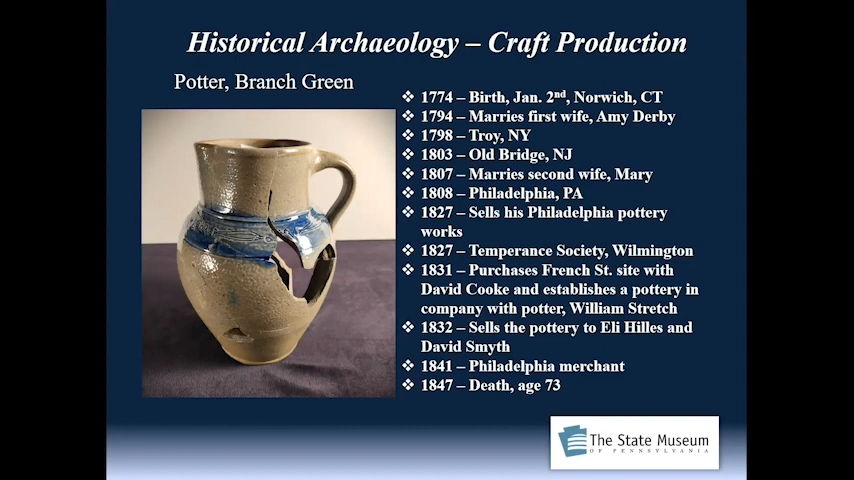 Historical Archaeology – Craft Production
Potter, Branch Green
❖ 1774 – Birth, Jan. 2nd, Norwich, CT
❖ 1794 – Marries first wife, Amy Derby
❖ 1798 – Troy, NY
❖ 1803 – Old Bridge, NJ
❖ 1807 – Marries second wife, Mary
❖ 1808 – Philadelphia, PA
❖ 1827 – Sells his Philadelphia pottery
works
❖ 1827 – Temperance Society, Wilmington
❖ 1831 – Purchases French St. site with
David Cooke and establishes a pottery in
company with potter, William Stretch
❖ 1832 – Sells the pottery to Eli Hilles and
David Smyth
❖ 1841 – Philadelphia merchant
❖ 1847 – Death, age 73
The State Museum
OF PENNSYLVANIA